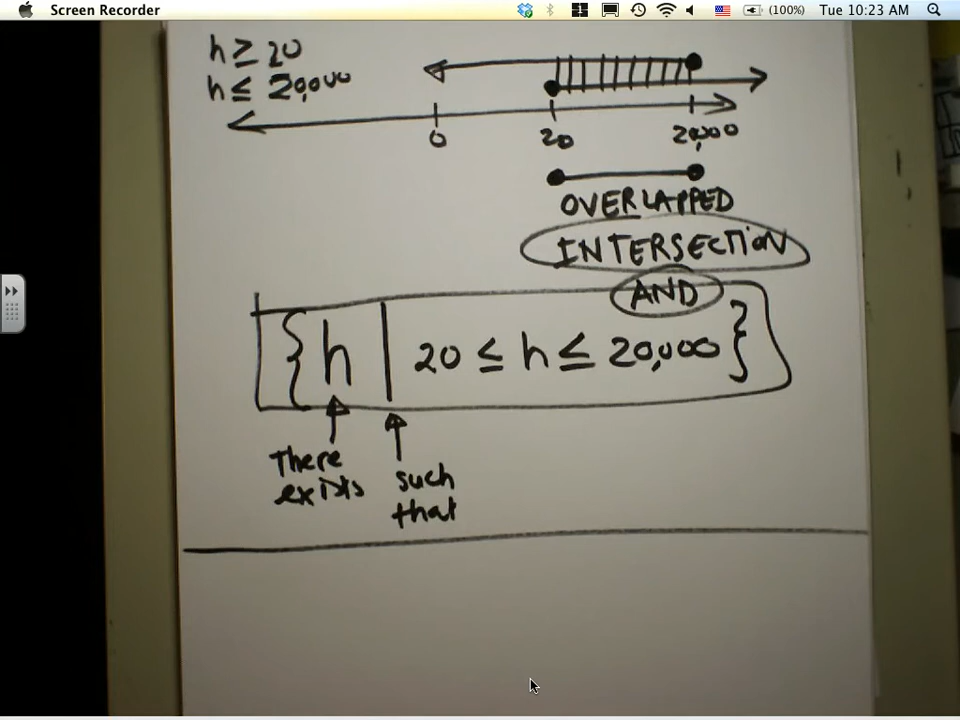 Screen Recorder
(100%)
Tue 10:23 AM
h ≥ 20
h ≤ 20,000
0
20
20,000
OVERLAPPED
INTERSECTION
AND
{ h | 20 ≤ h ≤ 20,000 }
There
exists
such
that